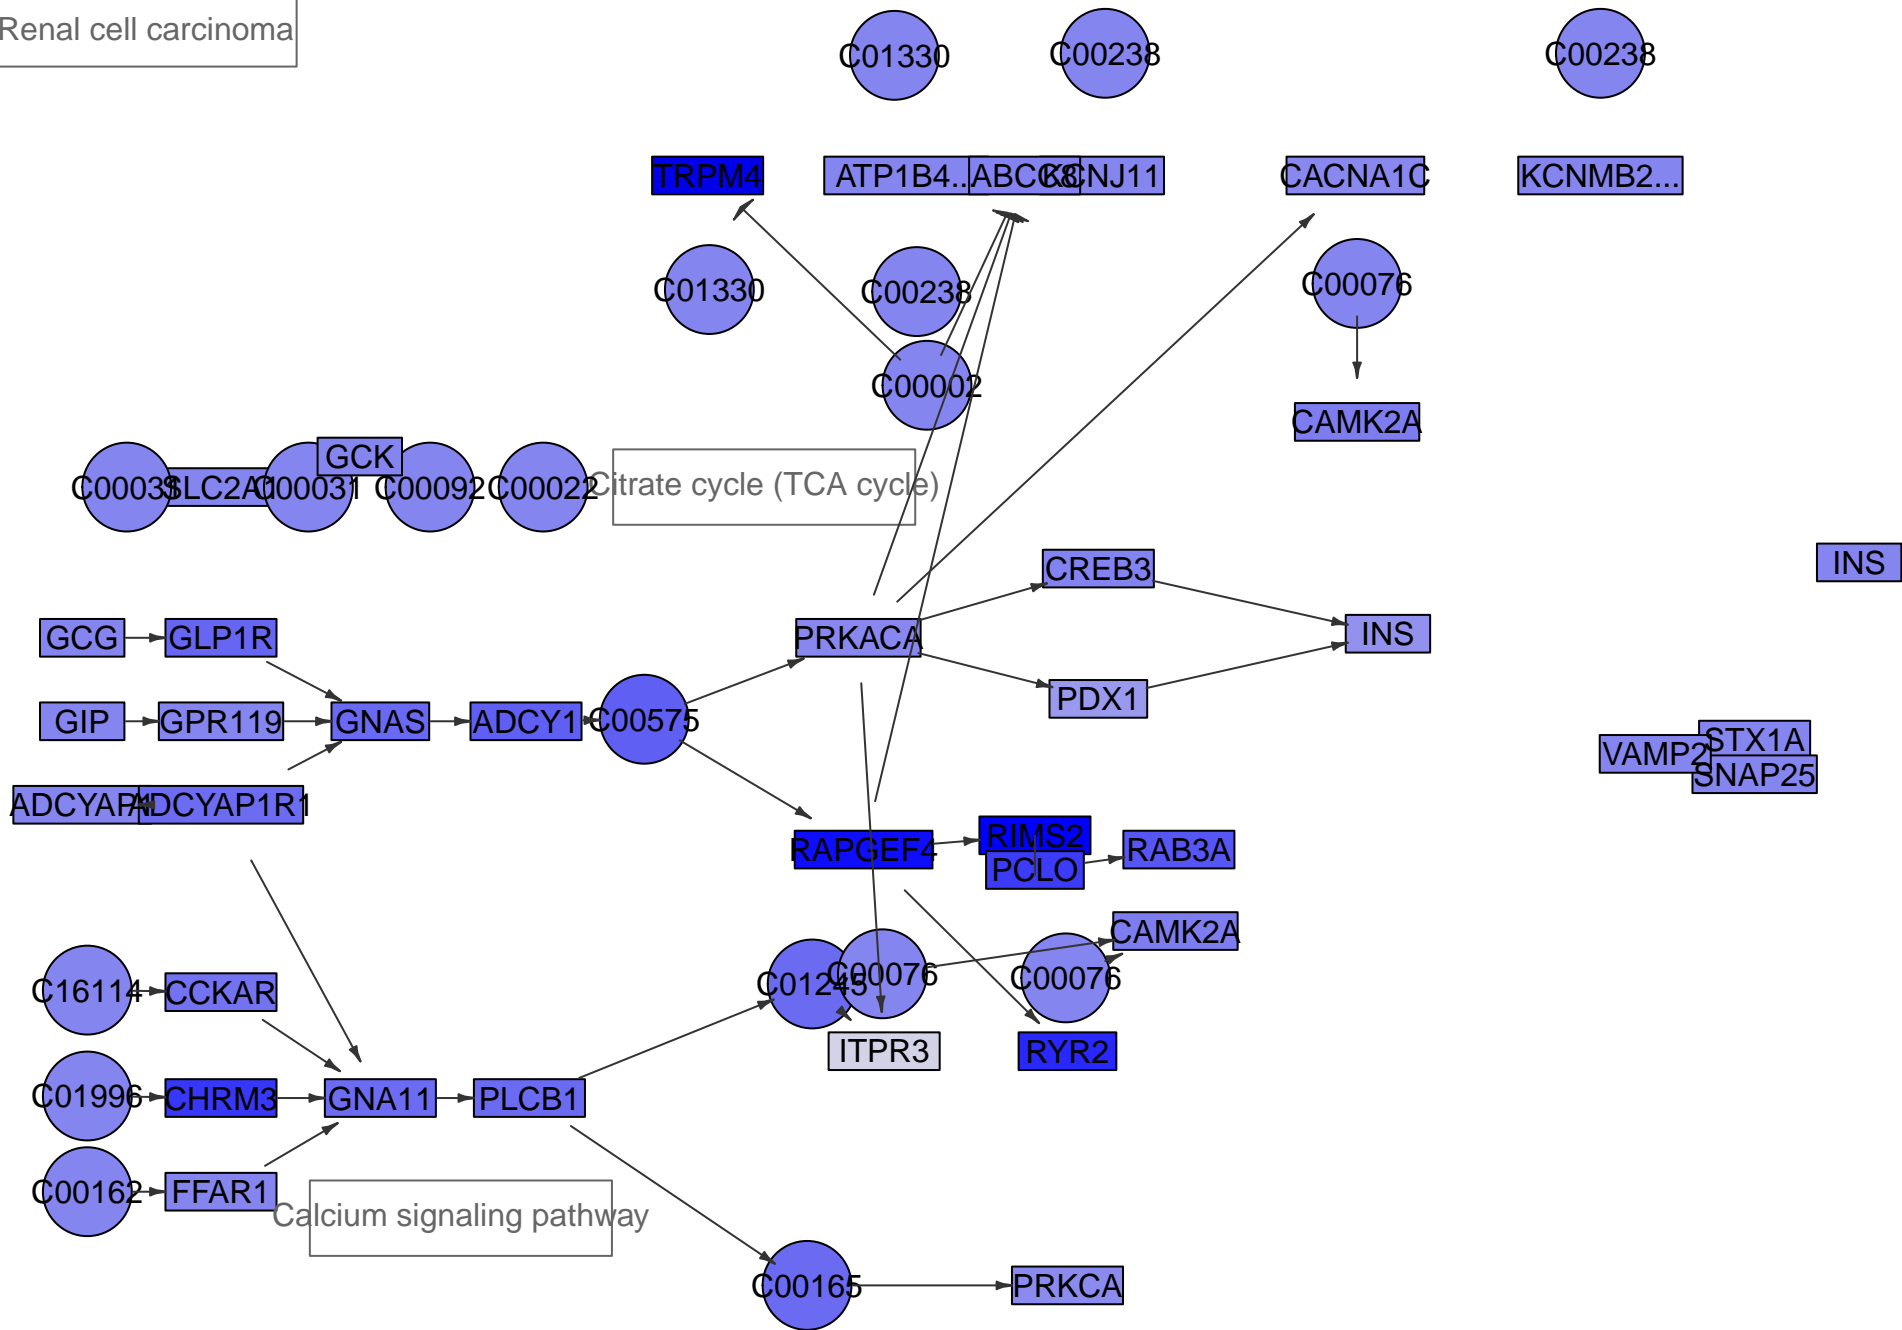 Renal cell carcinoma
C01330
C00238
C00238
TRPM4
ATP1B4...
ABCC8
KCNJ11
CACNA1C
KCNMB2...
C01330
C00238
C00076
C00002
CAMK2A
C00031
SLC2A1
C00031
GCK
C00092
C00022
Citrate cycle (TCA cycle)
CREB3
INS
GCG
GLP1R
PRKACA
INS
PDX1
GIP
GPR119
GNAS
ADCY1
C00575
STX1A
VAMP2
SNAP25
ADCYAP1
ADCYAP1R1
RAPGEF4
RIMS2
PCLO
RAB3A
CAMK2A
C16114
CCKAR
C01245
C00076
C00076
ITPR3
RYR2
C01996
CHRM3
GNA11
PLCB1
C00162
FFAR1
Calcium signaling pathway
C00165
PRKCA